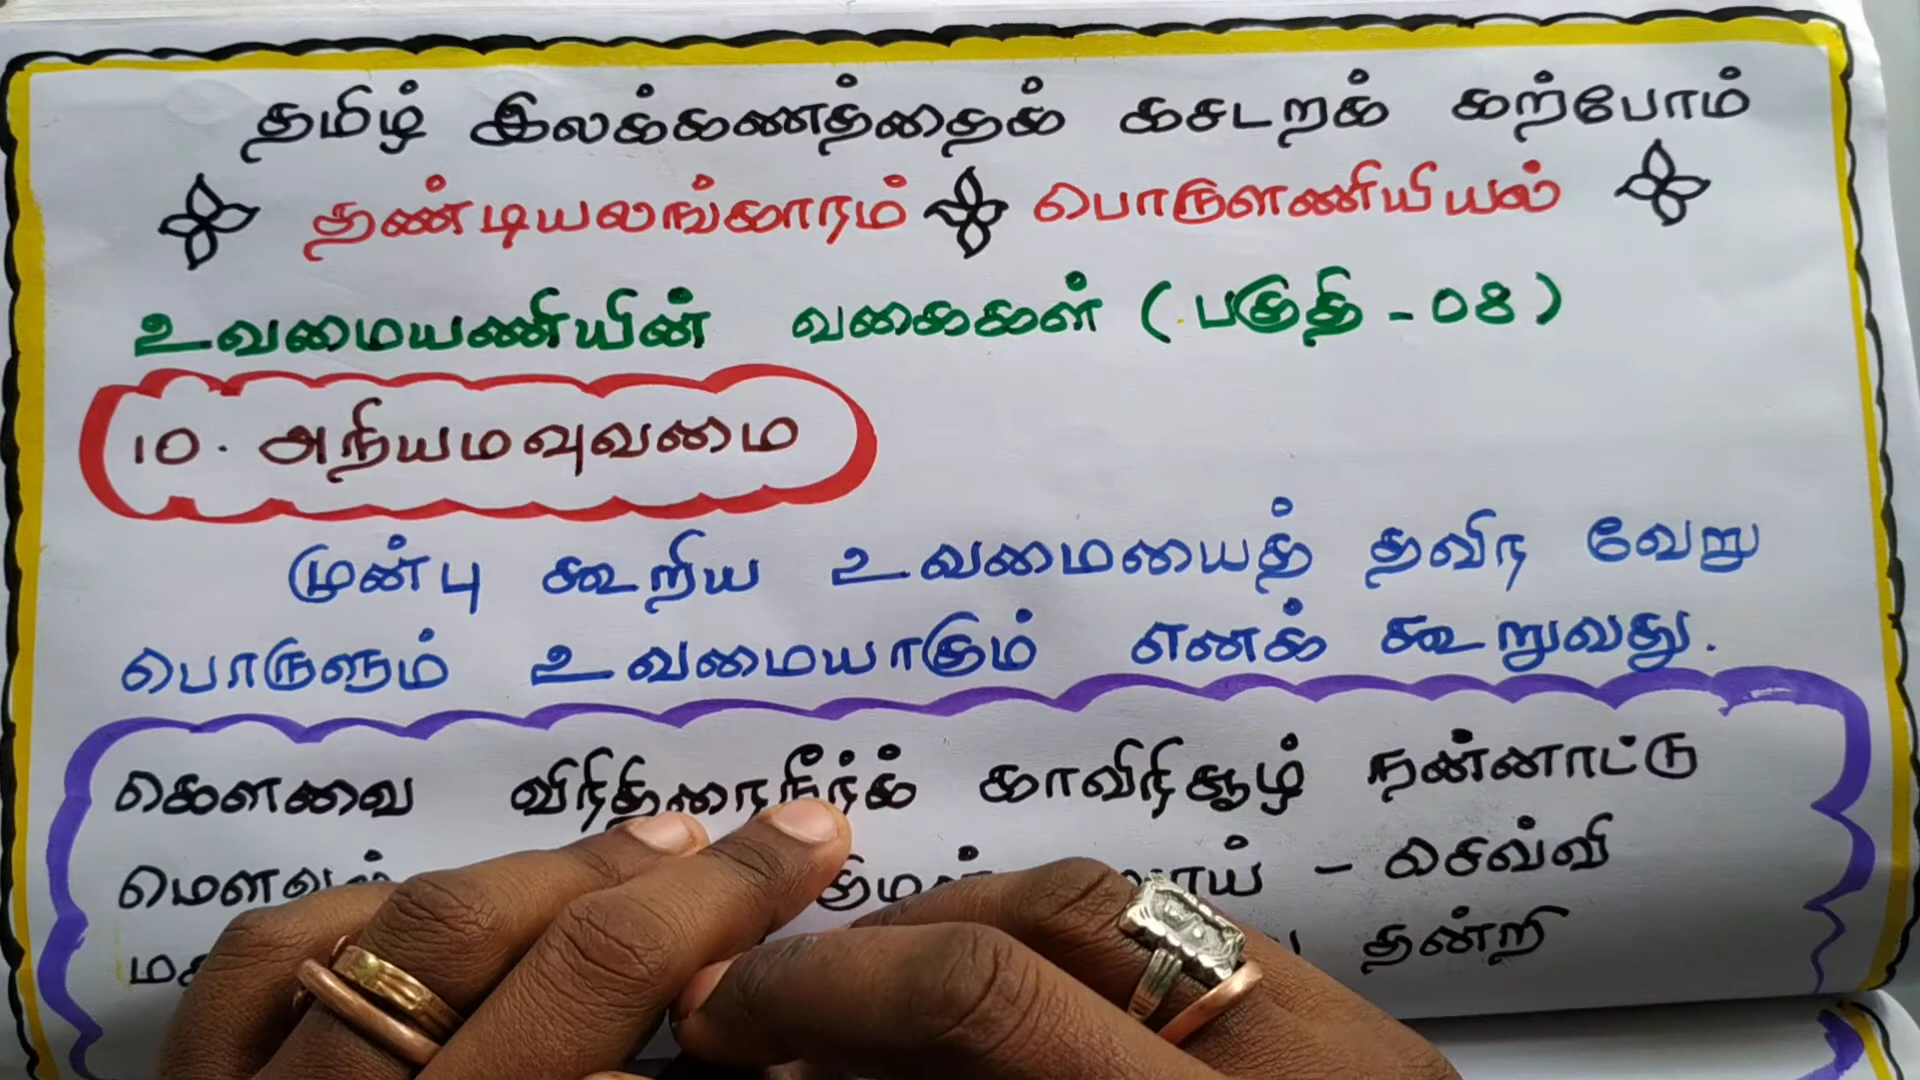 தமிழ் இலக்கணத்தைக் கசடறக் கற்போம்
தண்டியலங்காரம் பொருளணியியல்
உவமையணியின் வகைகள் (பகுதி - 08)
10. அநியமவுவமை
முன்பு கூறிய உவமையைத் தவிர வேறு
பொருளும் உவமையாகும் எனக் கூறுவது.
கௌவை விரிதிரைநீர்க் காவிரிசூழ் நன்னாட்டு
- செவ்வி
தன்றி